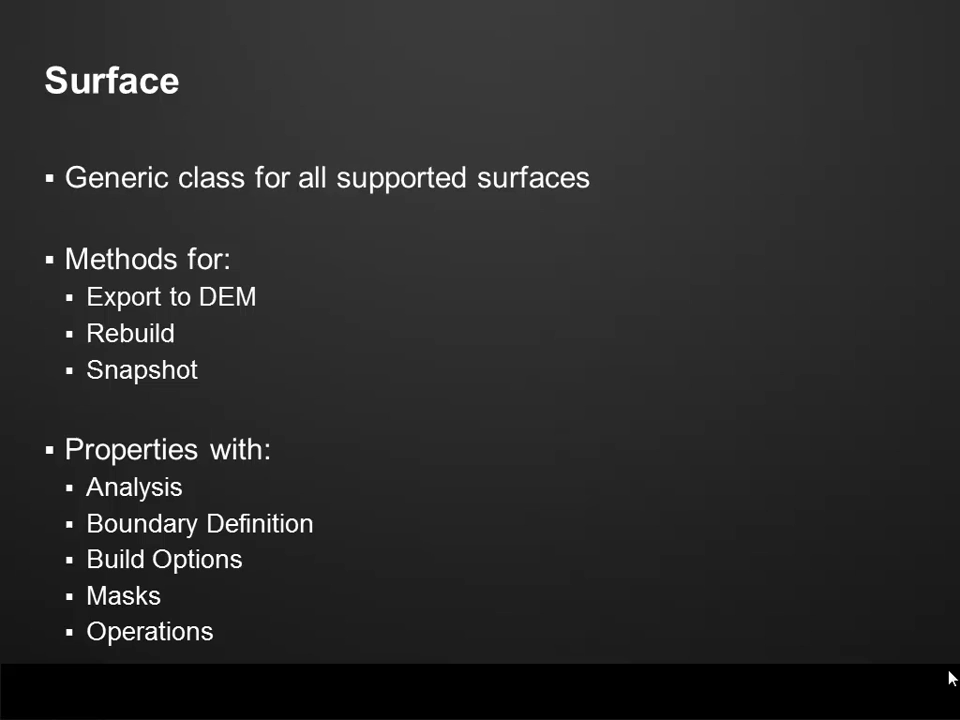 Surface
▪ Generic class for all supported surfaces
▪ Methods for:
▪ Export to DEM
▪ Rebuild
▪ Snapshot
▪ Properties with:
▪ Analysis
▪ Boundary Definition
▪ Build Options
▪ Masks
▪ Operations